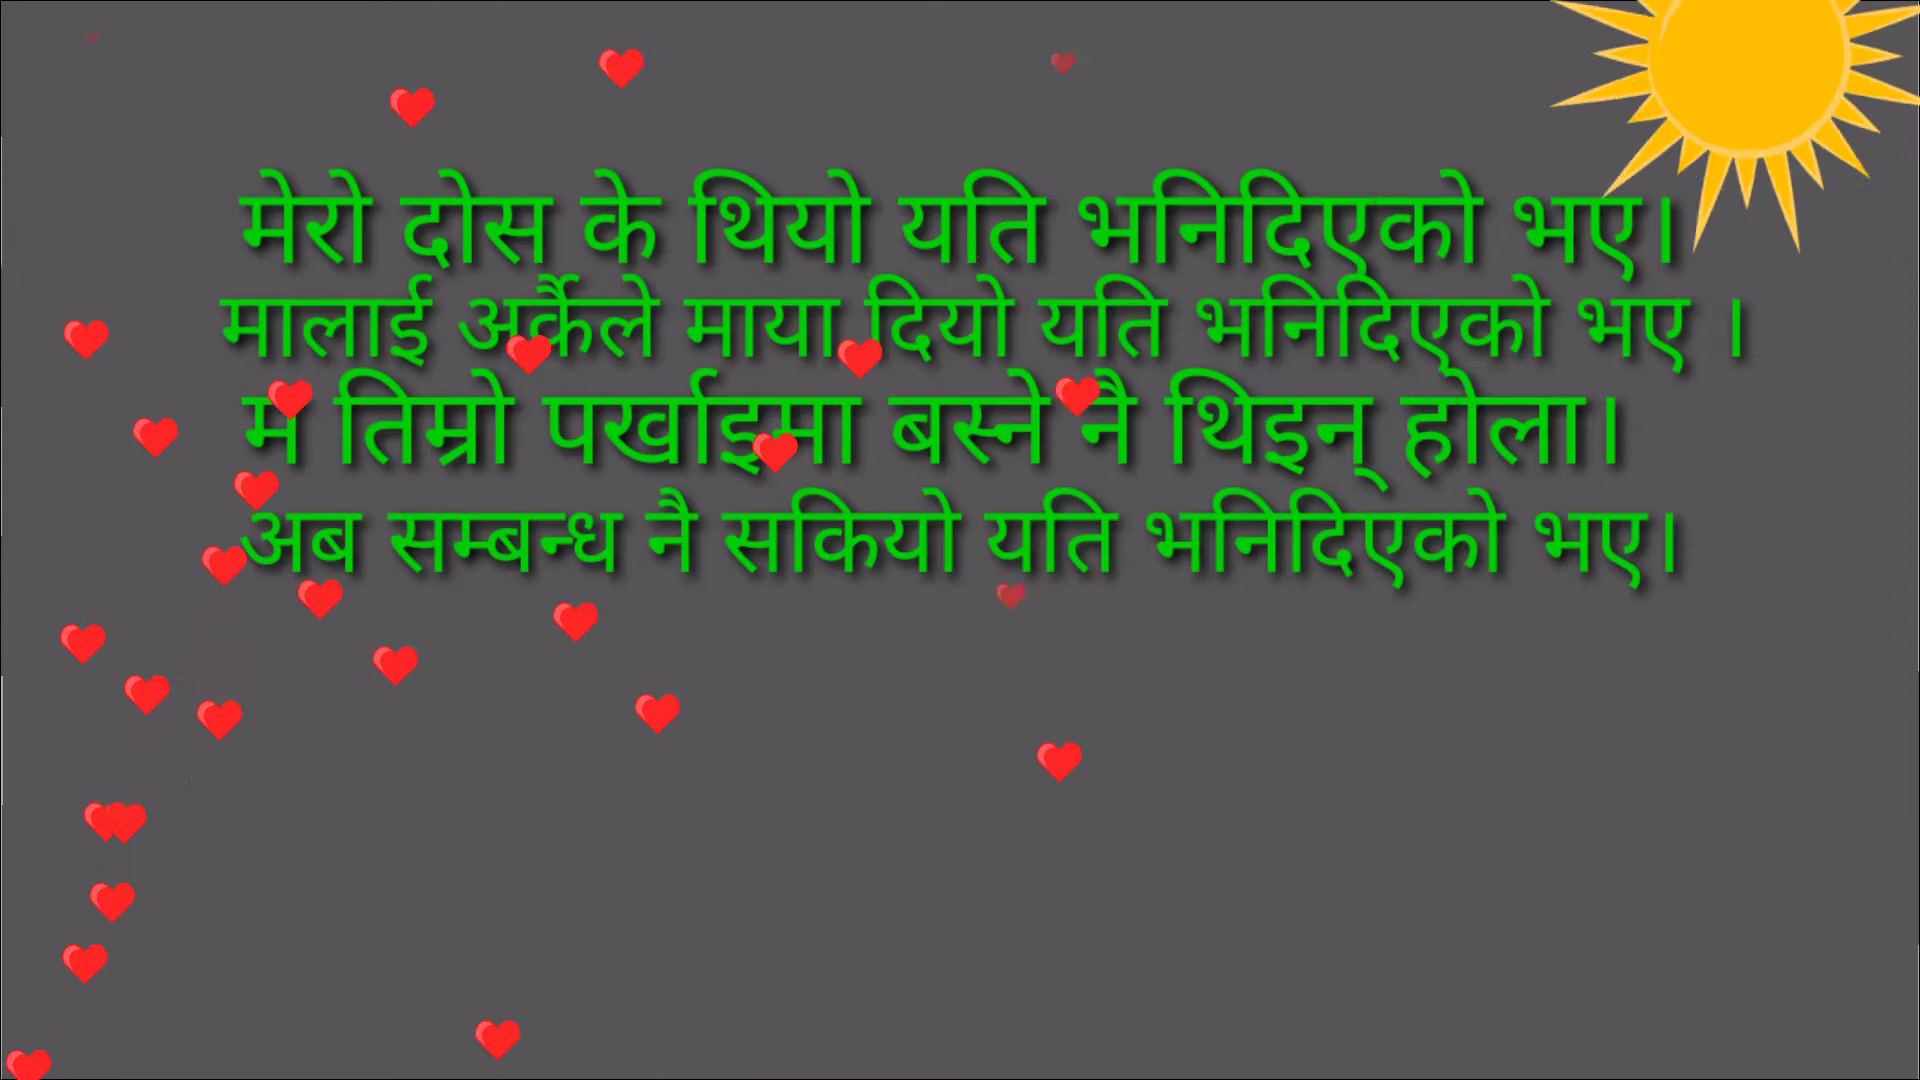 मेरो दोस के थियो यति भनिदिएको भए।
मालाई अर्कैले माया दियो यति भनिदिएको भए ।
म तिम्रो पर्खाइमा बस्ने नै थिइन् होला।
अब सम्बन्ध नै सकियो यति भनिदिएको भए।